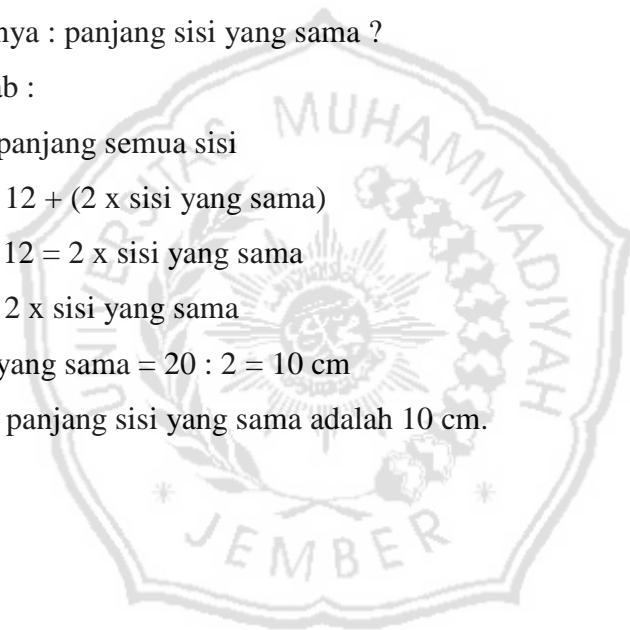 nya : panjang sisi yang sama ?
ab :
panjang semua sisi
12 + (2 x sisi yang sama)
12 = 2 x sisi yang sama
2 x sisi yang sama
yang sama = 20 : 2 = 10 cm
panjang sisi yang sama adalah 10 cm.
UNIVERSITAS MUHAMMADIYAH
JEMBER